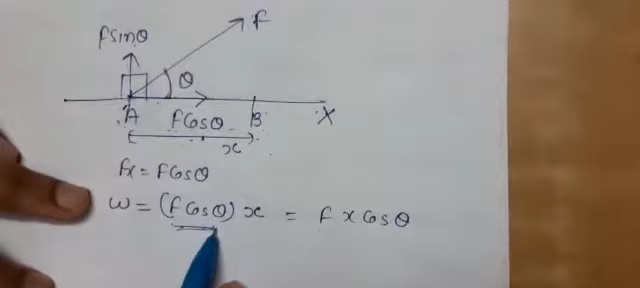 F
Fsinθ
θ
A
Fcosθ
B
X
x
Fx = Fcosθ
W = (Fcosθ) x = F x cosθ